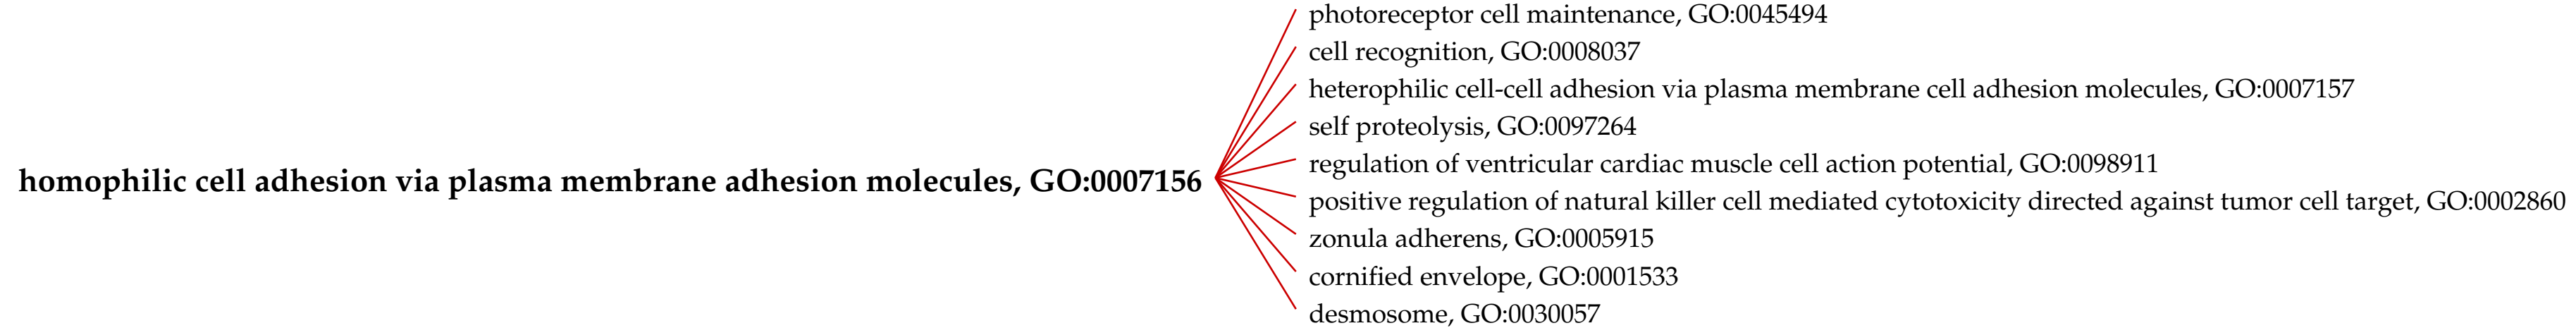 photoreceptor cell maintenance, GO:0045494
cell recognition, GO:0008037
heterophilic cell-cell adhesion via plasma membrane cell adhesion molecules, GO:0007157
self proteolysis, GO:0097264
homophilic cell adhesion via plasma membrane adhesion molecules, GO:0007156
regulation of ventricular cardiac muscle cell action potential, GO:0098911
positive regulation of natural killer cell mediated cytotoxicity directed against tumor cell target, GO:0002860
zonula adherens, GO:0005915
cornified envelope, GO:0001533
desmosome, GO:0030057